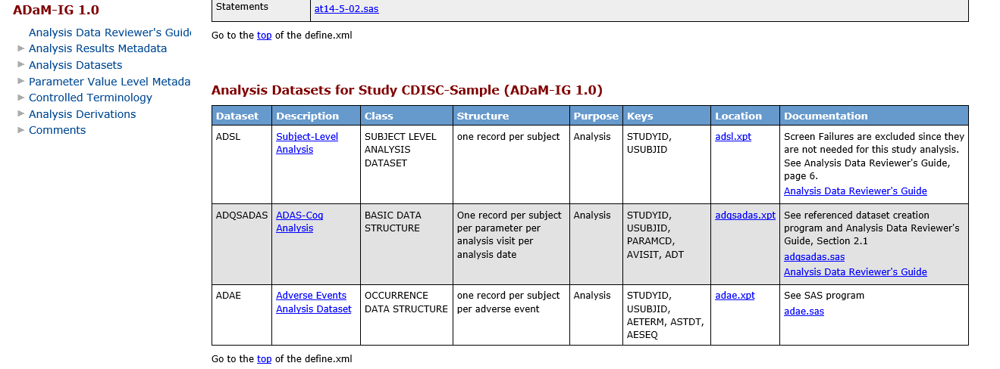 ADaM-IG 1.0
Analysis Data Reviewer's Guide
Analysis Results Metadata
Analysis Datasets
Parameter Value Level Metada
Controlled Terminology
Analysis Derivations
Comments
Statements
at14-5-02.sas
Go to the top of the define.xml
Analysis Datasets for Study CDISC-Sample (ADaM-IG 1.0)
Dataset Description Class Structure Purpose Keys Location Documentation
ADSL
Subject-Level
Analysis
SUBJECT LEVEL
ANALYSIS
DATASET
one record per subject
Analysis
STUDYID,
USUBJID
adsl.xpt
Screen Failures are excluded since they
are not needed for this study analysis.
See Analysis Data Reviewer's Guide,
page 6.
Analysis Data Reviewer's Guide
ADQSADAS
ADAS-Cog
Analysis
BASIC DATA
STRUCTURE
One record per subject
per parameter per
analysis visit per
analysis date
Analysis
STUDYID,
USUBJID,
PARAMCD,
AVISIT, ADT
adqsadas.xpt
See referenced dataset creation
program and Analysis Data Reviewer's
Guide, Section 2.1
adqsadas.sas
Analysis Data Reviewer's Guide
ADAE
Adverse Events
Analysis Dataset
OCCURRENCE
DATA STRUCTURE
one record per subject
per adverse event
Analysis
STUDYID,
USUBJID,
AETERM, ASTDT,
AESEQ
adae.xpt
See SAS program
adae.sas
Go to the top of the define.xml